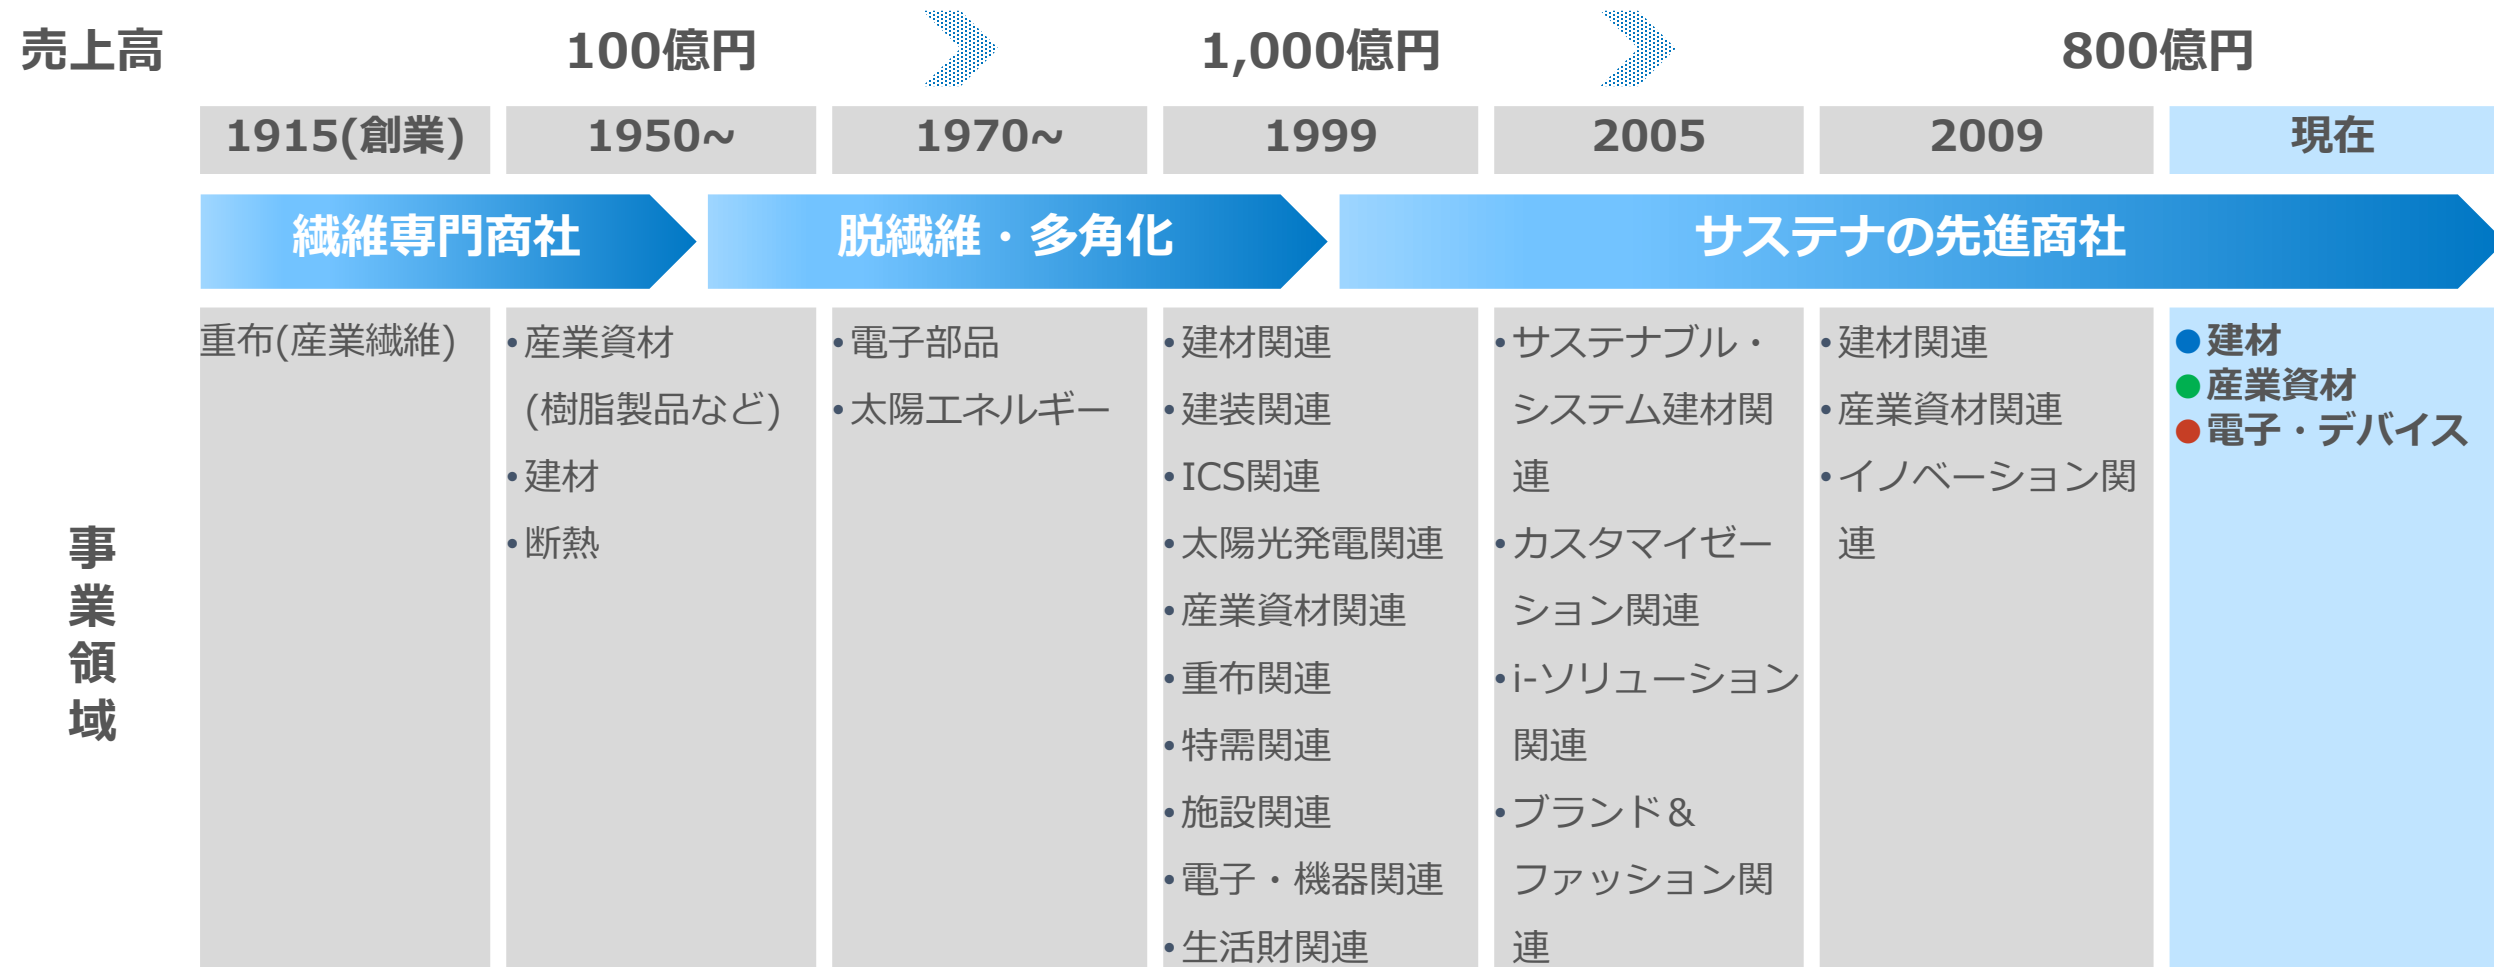 売上高
100億円
1,000億円
800億円
1915(創業)
1950~
1970~
1999
2005
2009
現在
繊維専門商社
脱繊維・多角化
サステナの先進商社
事
業
領
域
重布(産業繊維)
•産業資材
(樹脂製品など)
•建材
•断熱
•電子部品
•太陽エネルギー
•建材関連
•建装関連
•ICS関連
•太陽光発電関連
•産業資材関連
•重布関連
•特需関連
•施設関連
•電子・機器関連
•生活財関連
•サステナブル・
システム建材関
連
•カスタマイゼー
ション関連
•i-ソリューション
関連
•ブランド＆
ファッション関
連
•建材関連
•産業資材関連
•イノベーション関
連
●建材
●産業資材
●電子・デバイス